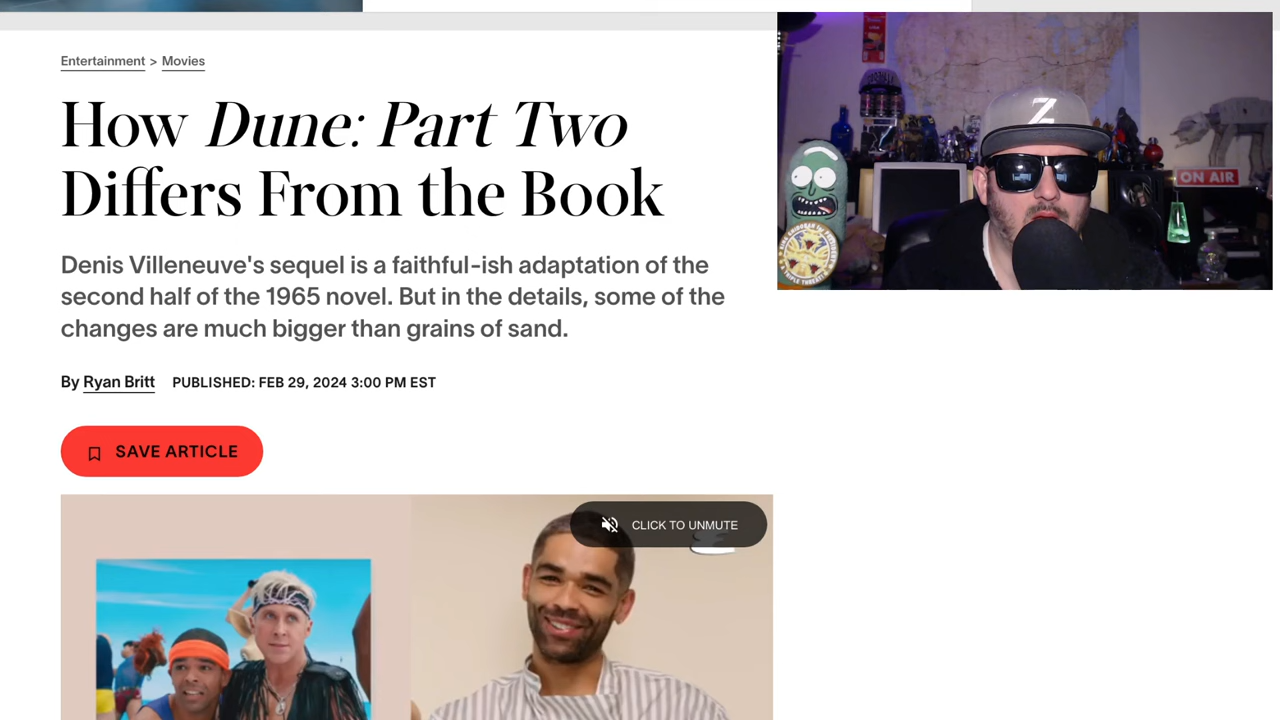 Entertainment > Movies
How Dune: Part Two
Differs From the Book
Denis Villeneuve's sequel is a faithful-ish adaptation of the
second half of the 1965 novel. But in the details, some of the
changes are much bigger than grains of sand.
By Ryan Britt PUBLISHED: FEB 29, 2024 3:00 PM EST
SAVE ARTICLE
CLICK TO UNMUTE
Z
ON AIR